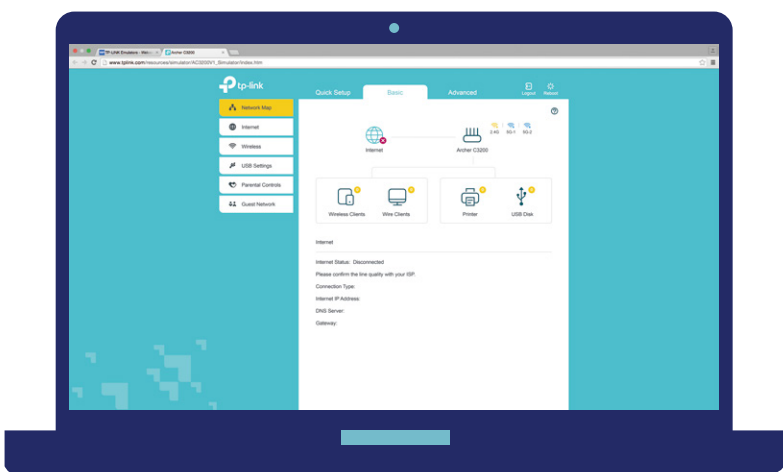 TP-LINK Emulators
Archer C3200
www.tplink.com/resources/simulator/AC3200V1_Simulator/Index.htm
tp-link
Quick Setup Basic Advanced Logout Reboot
Network Map
Internet
Wireless
USB Settings
Parental Controls
Guest Network
2.4G 5G-1 5G-2
Internet Archer C3200
Wireless Clients Wire Clients Printer USB Disk
Internet
Internet Status: Disconnected
Please confirm the line quality with your ISP.
Connection Type:
Internet IP Address:
DNS Server:
Gateway: